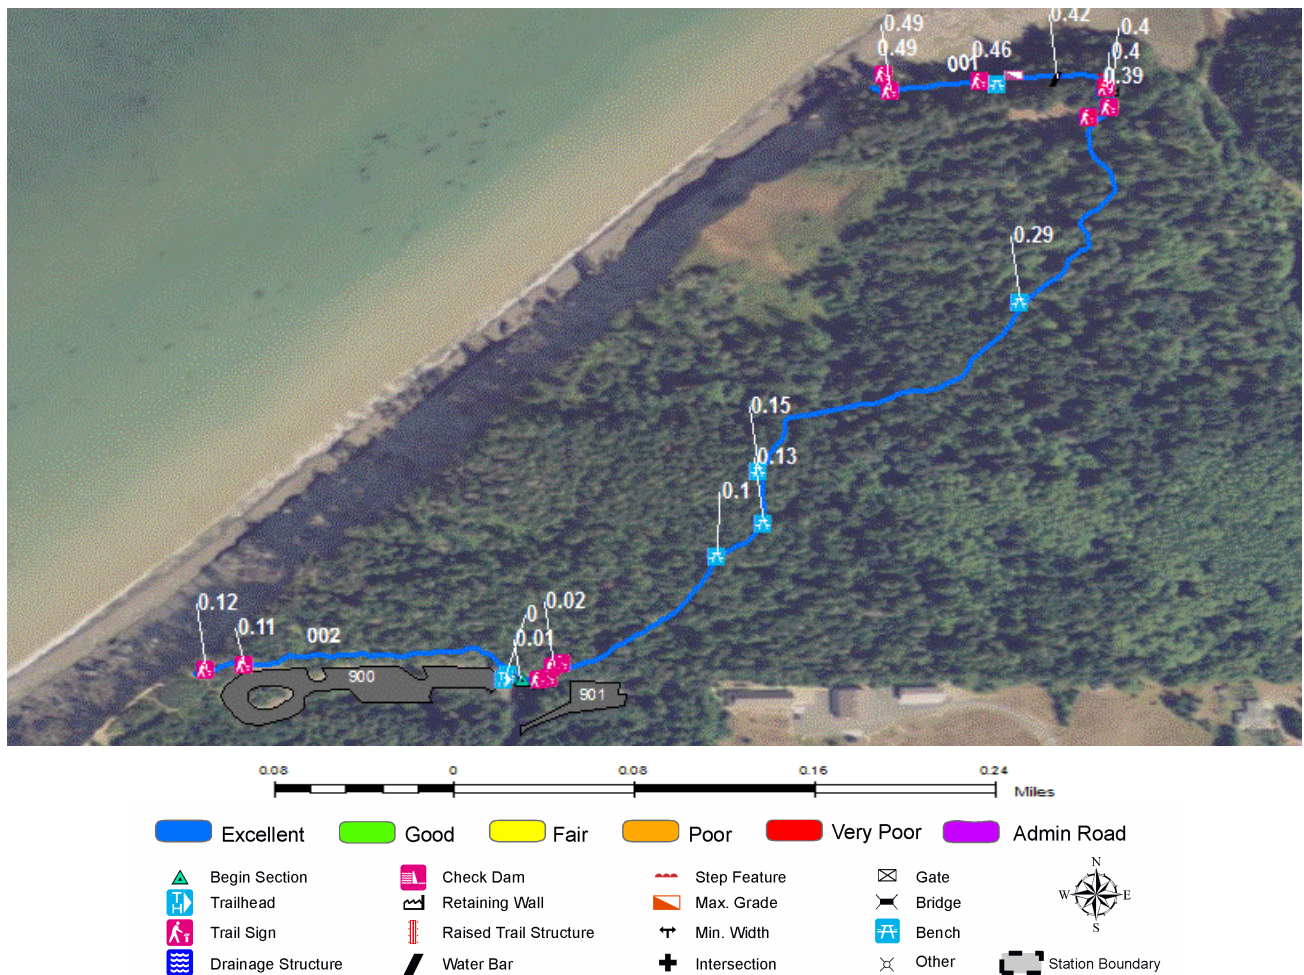 0.49
0.42
0.4
0.49
0.46
0.4
001
0.39
0.29
0.15
0.13
0.1
0.12
0.02
0
0.11
002
0.01
900
901
0.08 0 0.08 0.16 0.24
Miles
Excellent Good Fair Poor Very Poor Admin Road
Begin Section Check Dam Step Feature Gate
Trailhead Retaining Wall Max. Grade Bridge
Trail Sign Raised Trail Structure Min. Width Bench
Drainage Structure Water Bar Intersection Other Station Boundary
N
W E
S
TH
T